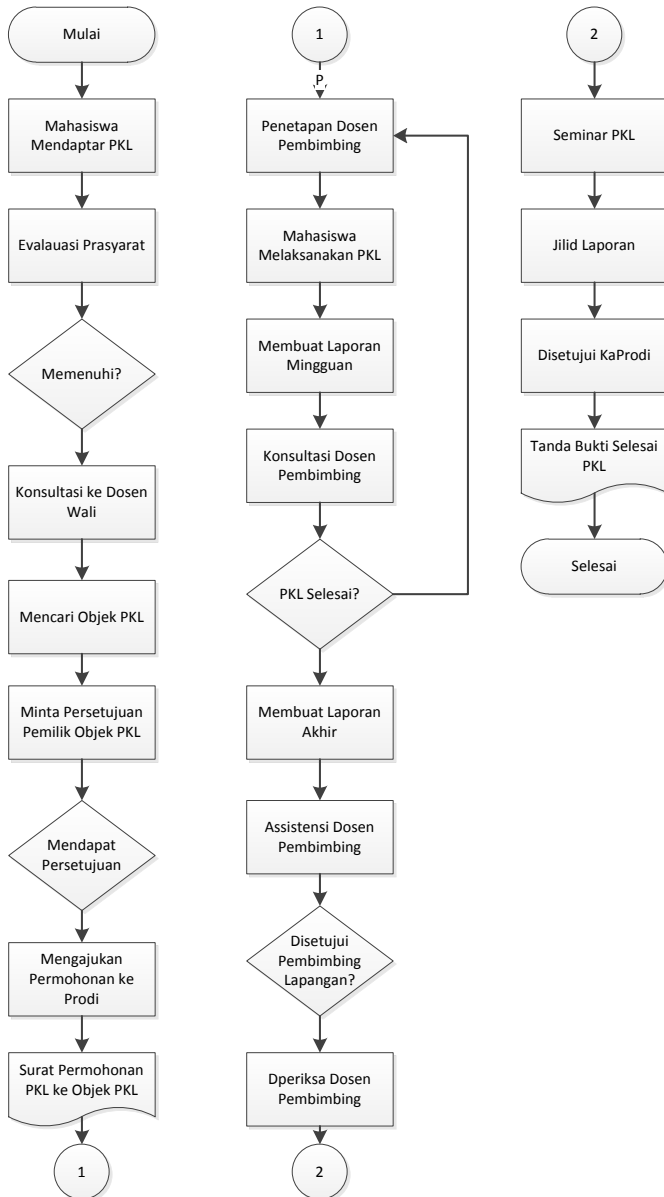 Mulai
Mahasiswa
Mendaptar PKL
Evalauasi Prasyarat
Memenuhi?
Konsultasi ke Dosen
Wali
Mencari Objek PKL
Minta Persetujuan
Pemilik Objek PKL
Mendapat
Persetujuan
Mengajukan
Permohonan ke
Prodi
Surat Permohonan
PKL ke Objek PKL
1
1
P
Penetapan Dosen
Pembimbing
Mahasiswa
Melaksanakan PKL
Membuat Laporan
Mingguan
Konsultasi Dosen
Pembimbing
PKL Selesai?
Membuat Laporan
Akhir
Assistensi Dosen
Pembimbing
Disetujui
Pembimbing
Lapangan?
Dperiksa Dosen
Pembimbing
2
2
Seminar PKL
Jilid Laporan
Disetujui KaProdi
Tanda Bukti Selesai
PKL
Selesai